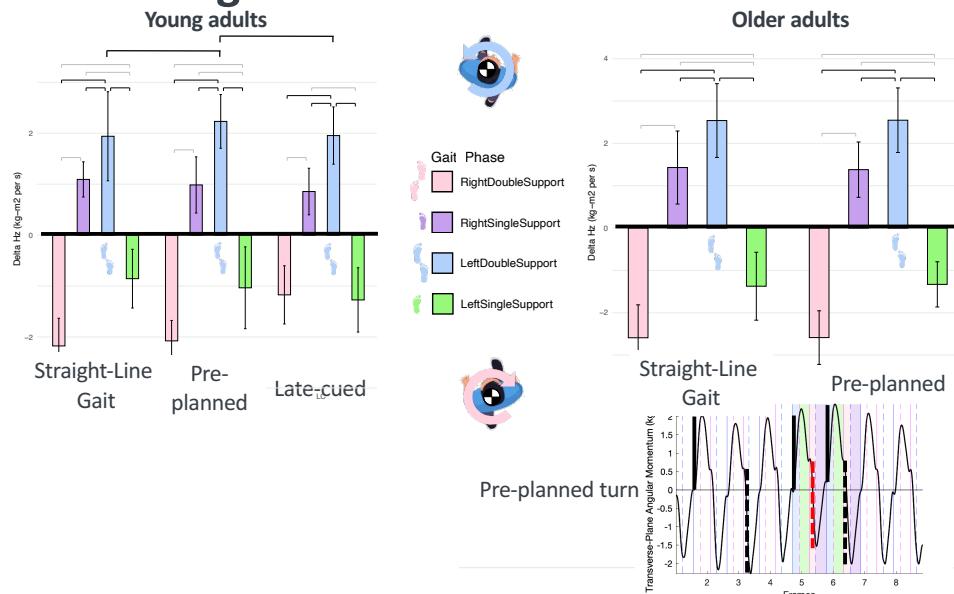 Young adults
Older adults
Delta Hz (kg-m2 per s)
2
0
-2
Straight-Line
Gait
Pre-
planned
Late-cued
Gait Phase
RightDoubleSupport
RightSingleSupport
LeftDoubleSupport
LeftSingleSupport
Delta Hz (kg-m2 per s)
4
2
0
-2
Straight-Line
Gait
Pre-planned
Pre-planned turn
Transverse-Plane Angular Momentum
2
1.5
1
0.5
0
-0.5
-1
-1.5
-2
2 3 4 5 6 7 8